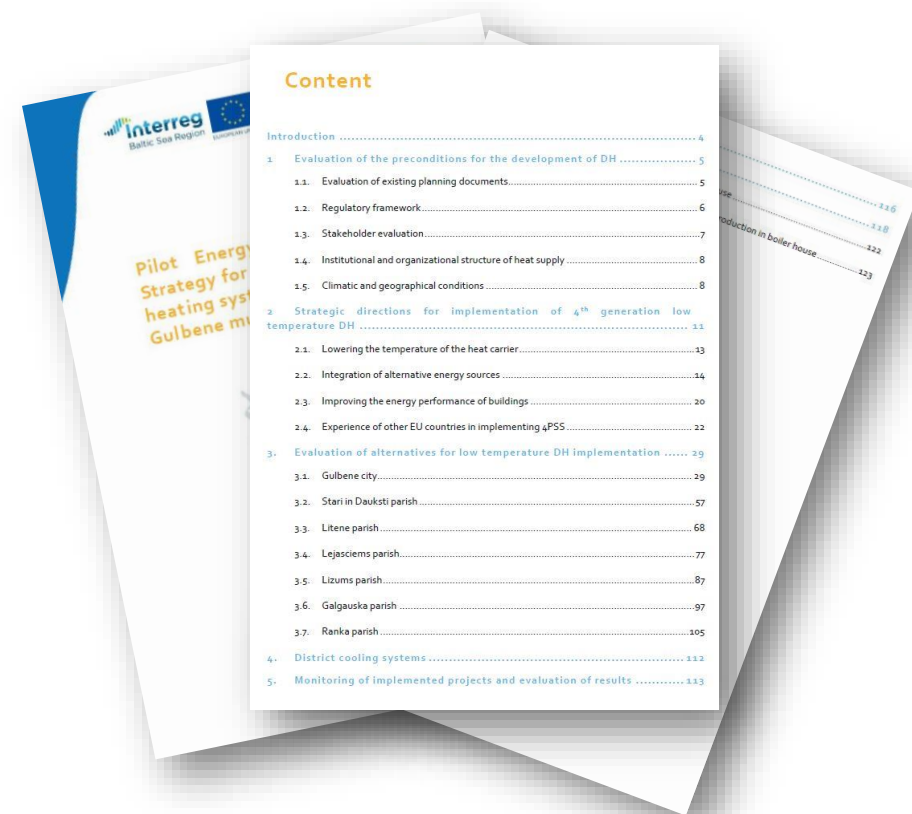 Interreg
Baltic Sea Region
EUROPEAN
Pilot Energy
Strategy for
heating
Gulbene
Content
Introduction ........ 4
1 Evaluation of the preconditions for the development of DH ........ 5
1.1. Evaluation of existing planning documents ........ 5
1.2. Regulatory framework ........ 6
1.3. Stakeholder evaluation ........ 7
1.4. Institutional and organizational structure of heat supply ........ 8
1.5. Climatic and geographical conditions ........ 8
2 Strategic directions for implementation of 4th generation low
temperature DH ........ 11
2.1. Lowering the temperature of the heat carrier ........ 13
2.2. Integration of alternative energy sources ........ 14
2.3. Improving the energy performance of buildings ........ 20
2.4. Experience of other EU countries in implementing 4PSS ........ 22
3. Evaluation of alternatives for low temperature DH implementation ........ 29
3.1. Gulbene city ........ 29
3.2. Stari in Dauksti parish ........ 57
3.3. Litene parish ........ 68
3.4. Lejasciems parish ........ 77
3.5. Lizums parish ........ 87
3.6. Galgauska parish ........ 97
3.7. Ranka parish ........ 105
4. District cooling systems ........ 112
5. Monitoring of implemented projects and evaluation of results ........ 113
........ 116
........ 118
........ 122
in boiler house ........ 123